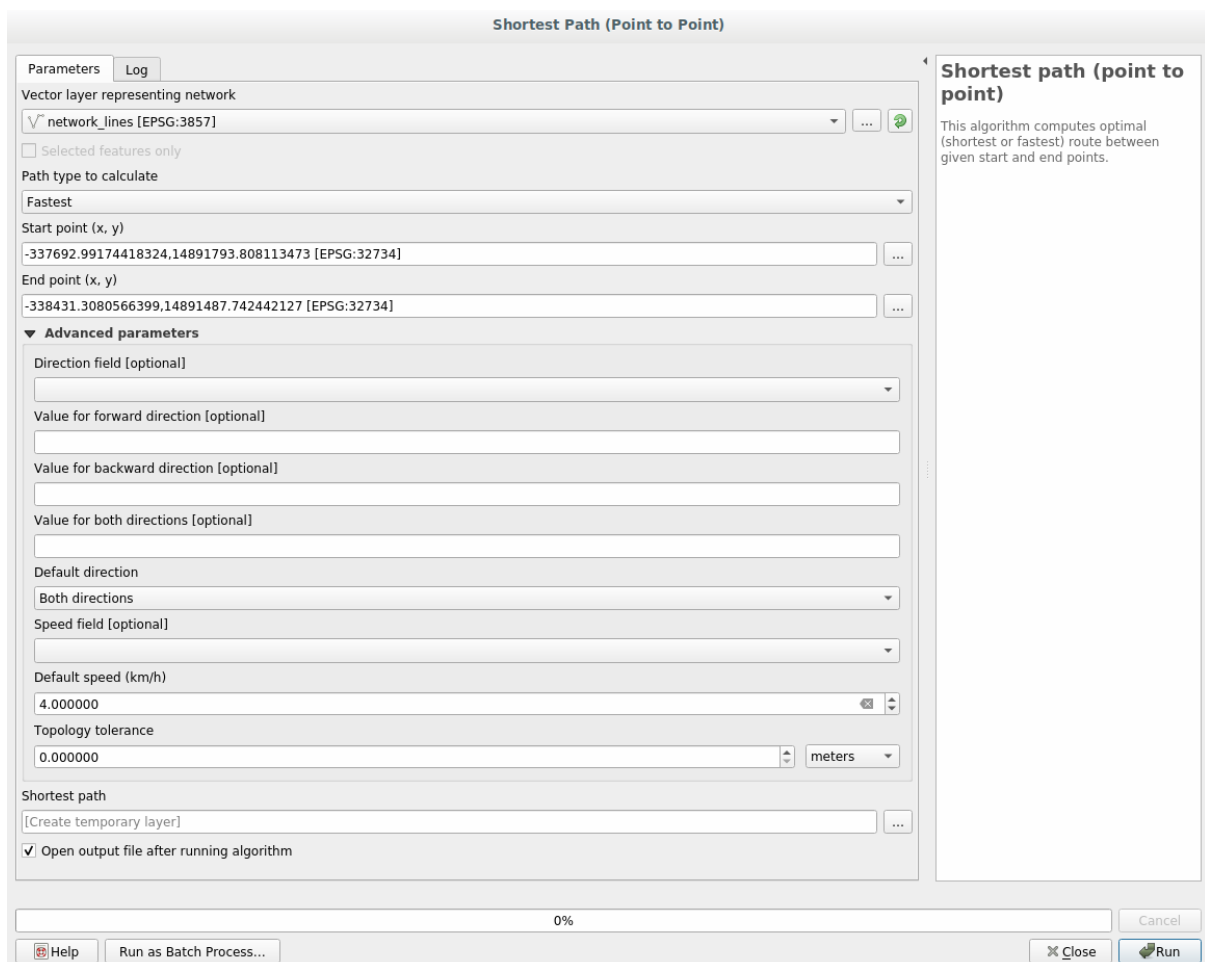 Shortest Path (Point to Point)
Parameters
Log
Vector layer representing network
network_lines [EPSG:3857]
...
Selected features only
Path type to calculate
Fastest
Start point (x, y)
-337692.99174418324,14891793.808113473 [EPSG:32734]
...
End point (x, y)
-338431.3080566399,14891487.742442127 [EPSG:32734]
...
Advanced parameters
Direction field [optional]
Value for forward direction [optional]
Value for backward direction [optional]
Value for both directions [optional]
Default direction
Both directions
Speed field [optional]
Default speed (km/h)
4.000000
Topology tolerance
0.000000
meters
Shortest path
[Create temporary layer]
...
Open output file after running algorithm
Shortest path (point to
point)
This algorithm computes optimal
(shortest or fastest) route between
given start and end points.
0%
Cancel
Help
Run as Batch Process...
Close
Run